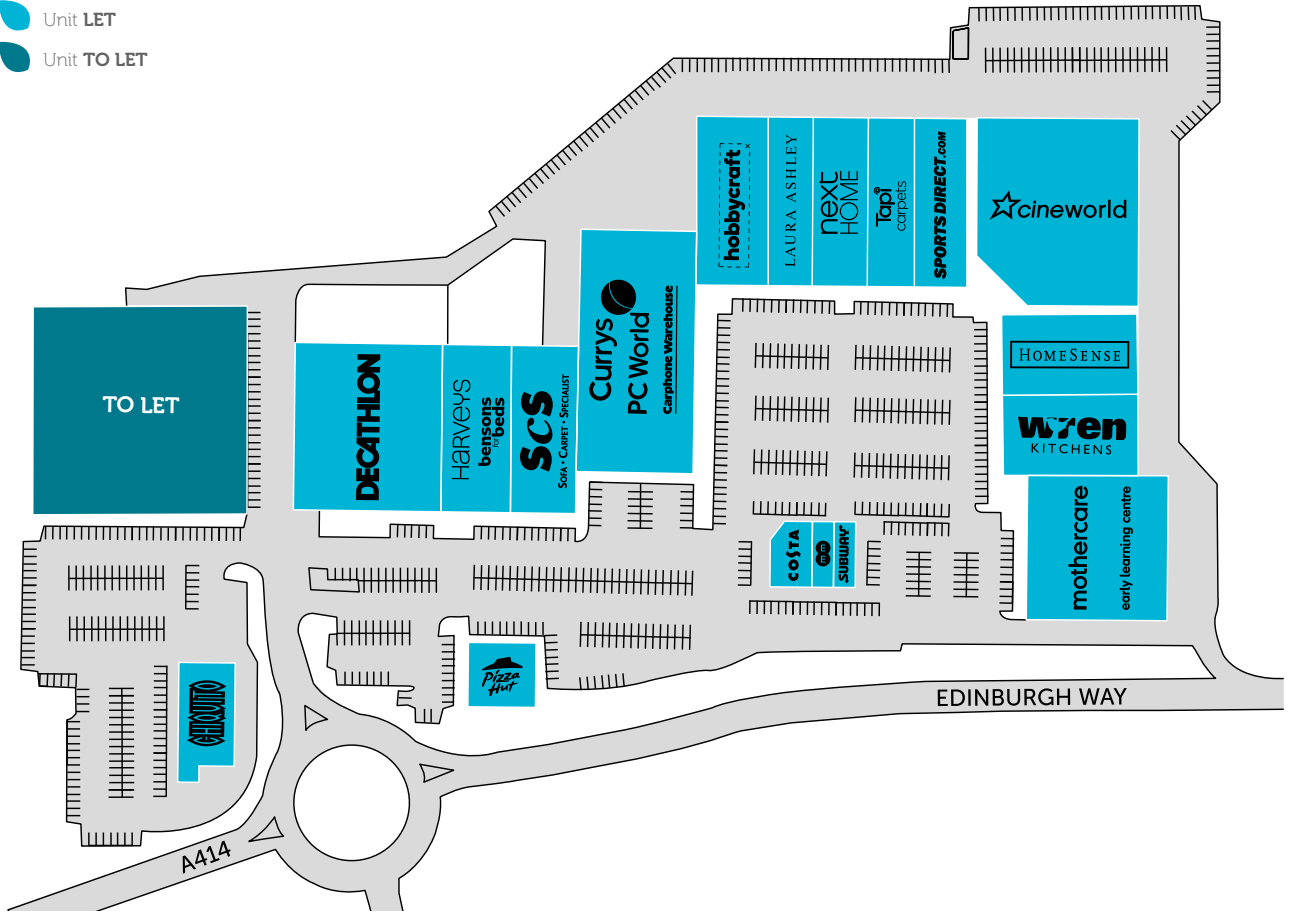 Unit LET
Unit TO LET
hobbycraft
LAURA ASHLEY
next
HOME
Tapi
carpets
SPORTS DIRECT.COM
cineworld
HOMESENSE
wren
KITCHENS
Currys
PC World
Carphone Warehouse
TO LET
DECATHLON
HARVEYS
bensons
for beds
SCS
SOFA • CARPET • SPECIALIST
mothercare
early learning centre
COSTA
SUBWAY
Pizza
Hut
CHIQUITO
EDINBURGH WAY
A414